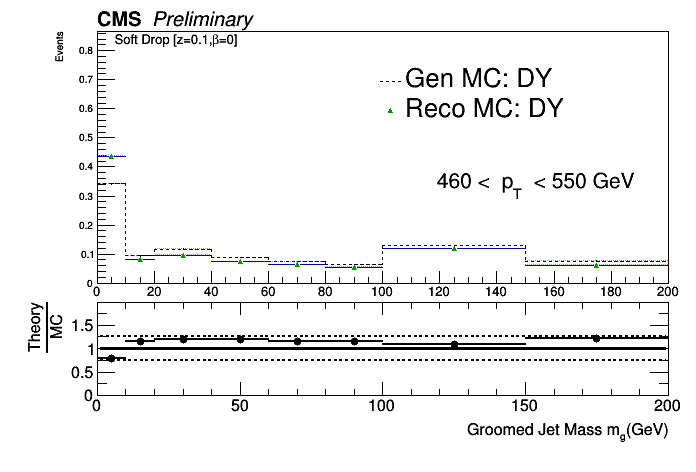 CMS Preliminary
Events
Soft Drop [z=0.1,β=0]
Gen MC: DY
Reco MC: DY
460 < pT < 550 GeV
0.8
0.7
0.6
0.5
0.4
0.3
0.2
0.1
0
0 20 40 60 80 100 120 140 160 180 200
Theory
MC
1.5
1
0.5
0
0 50 100 150 200
Groomed Jet Mass mg(GeV)